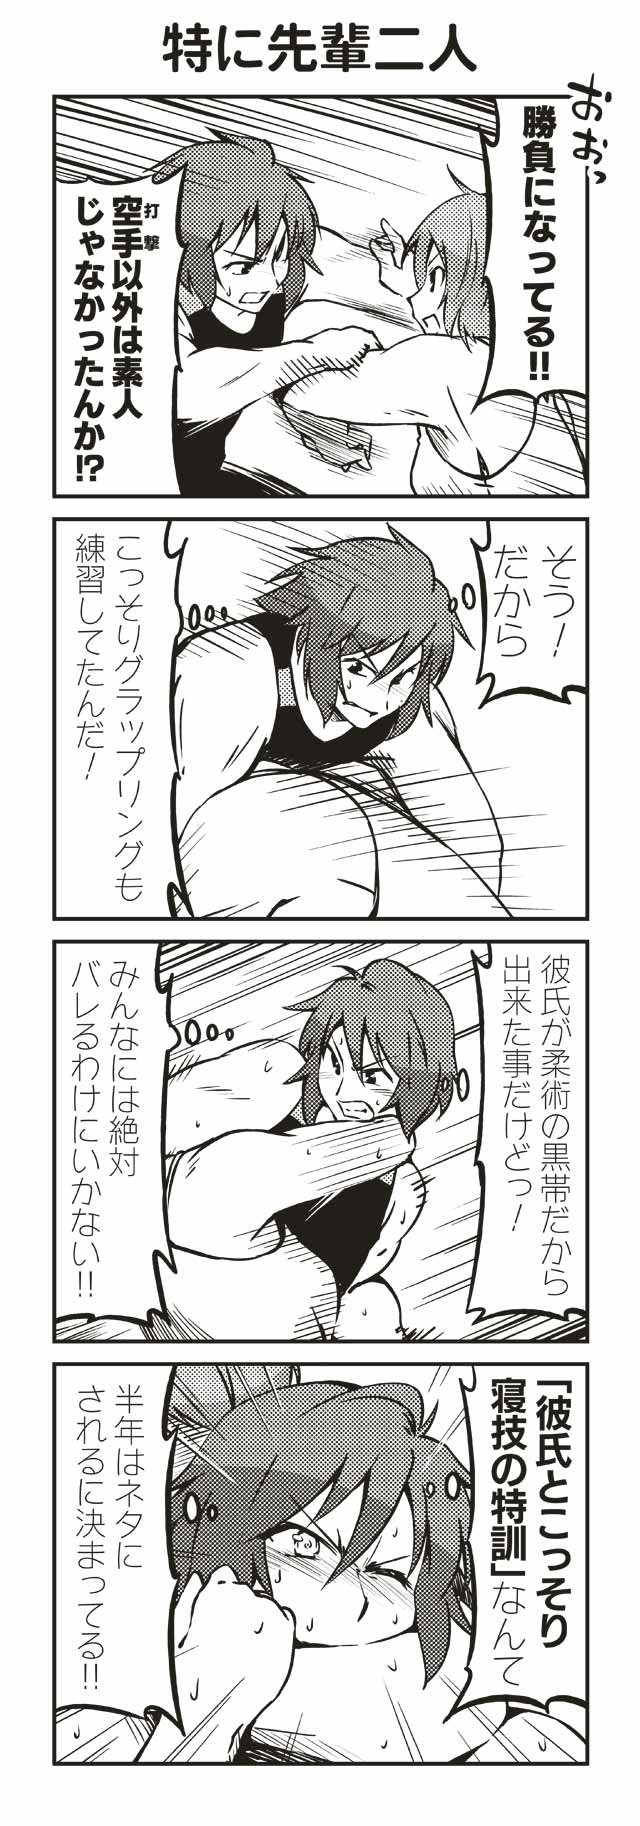 特に先輩二人
おおっ
勝負になってる!!
空手以外は素人
打撃
じゃなかったんか!?
そう!
だから
こっそりグラップリングも
練習してたんだ!
彼氏が柔術の黒帯だから
出来た事だけどっ!
みんなには絶対
バレるわけにいかない!!
「彼氏とこっそり
寝技の特訓」なんて
半年はネタに
されるに決まってる!!